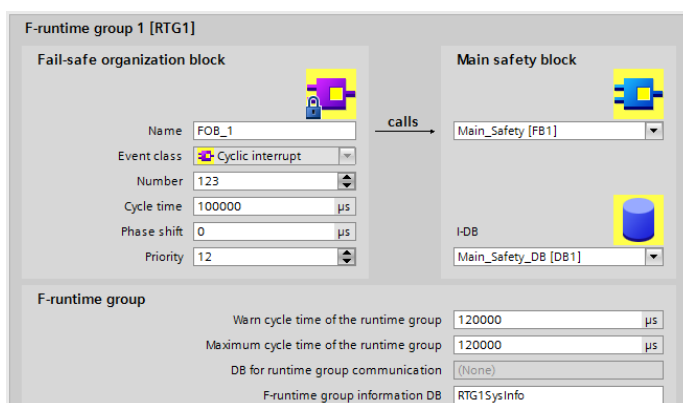 F-runtime group 1 [RTG1]
Fail-safe organization block
Main safety block
calls
Name FOB_1
Main_Safety [FB1]
Event class Cyclic interrupt
Number 123
Cycle time 100000 µs
Phase shift 0 µs
I-DB
Priority 12
Main_Safety_DB [DB1]
F-runtime group
Warn cycle time of the runtime group 120000 µs
Maximum cycle time of the runtime group 120000 µs
DB for runtime group communication (None)
F-runtime group information DB RTG1SysInfo